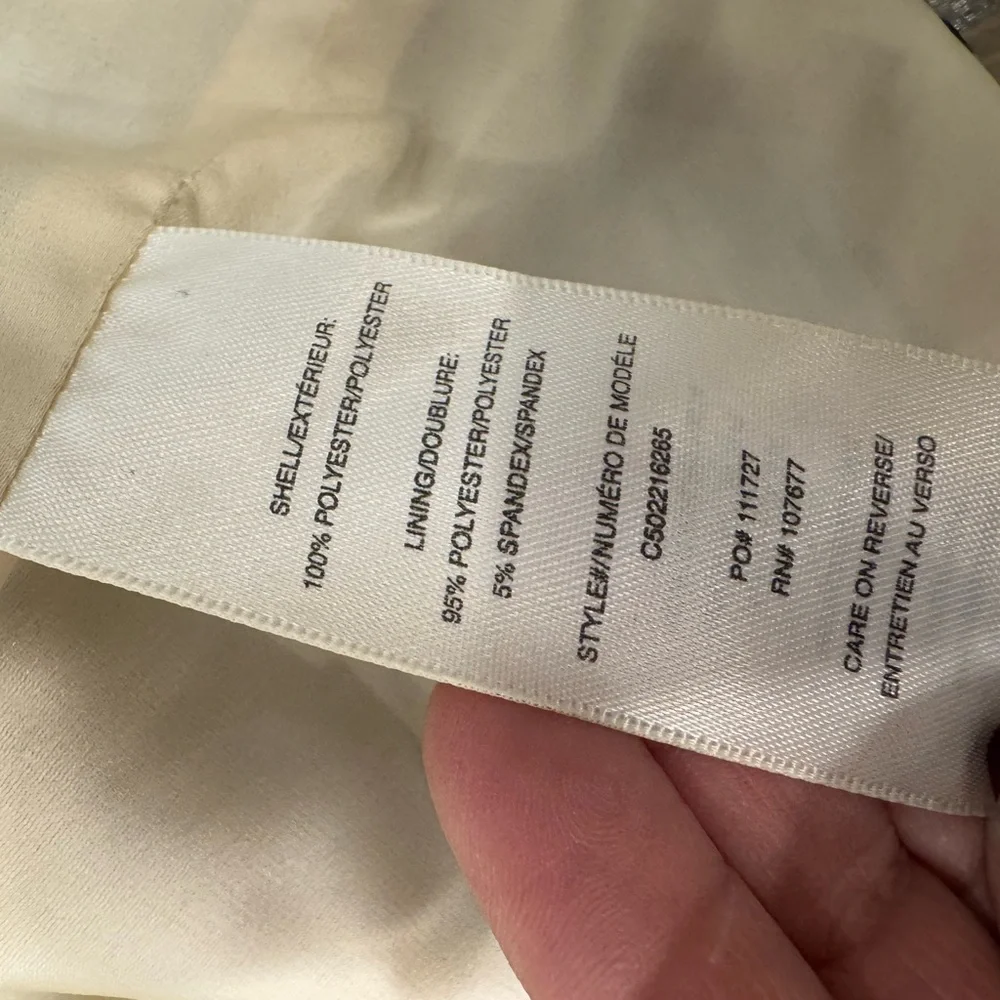 SHELL/EXTÉRIEUR:
100% POLYESTER/POLYESTER
LINING/DOUBLURE:
95% POLYESTER/POLYESTER
5% SPANDEX/SPANDEX
STYLE#/NUMÉRO DE MODÉLE
C502216265
PO# 111727
RN# 107677
CARE ON REVERSE/
ENTRETIEN AU VERSO